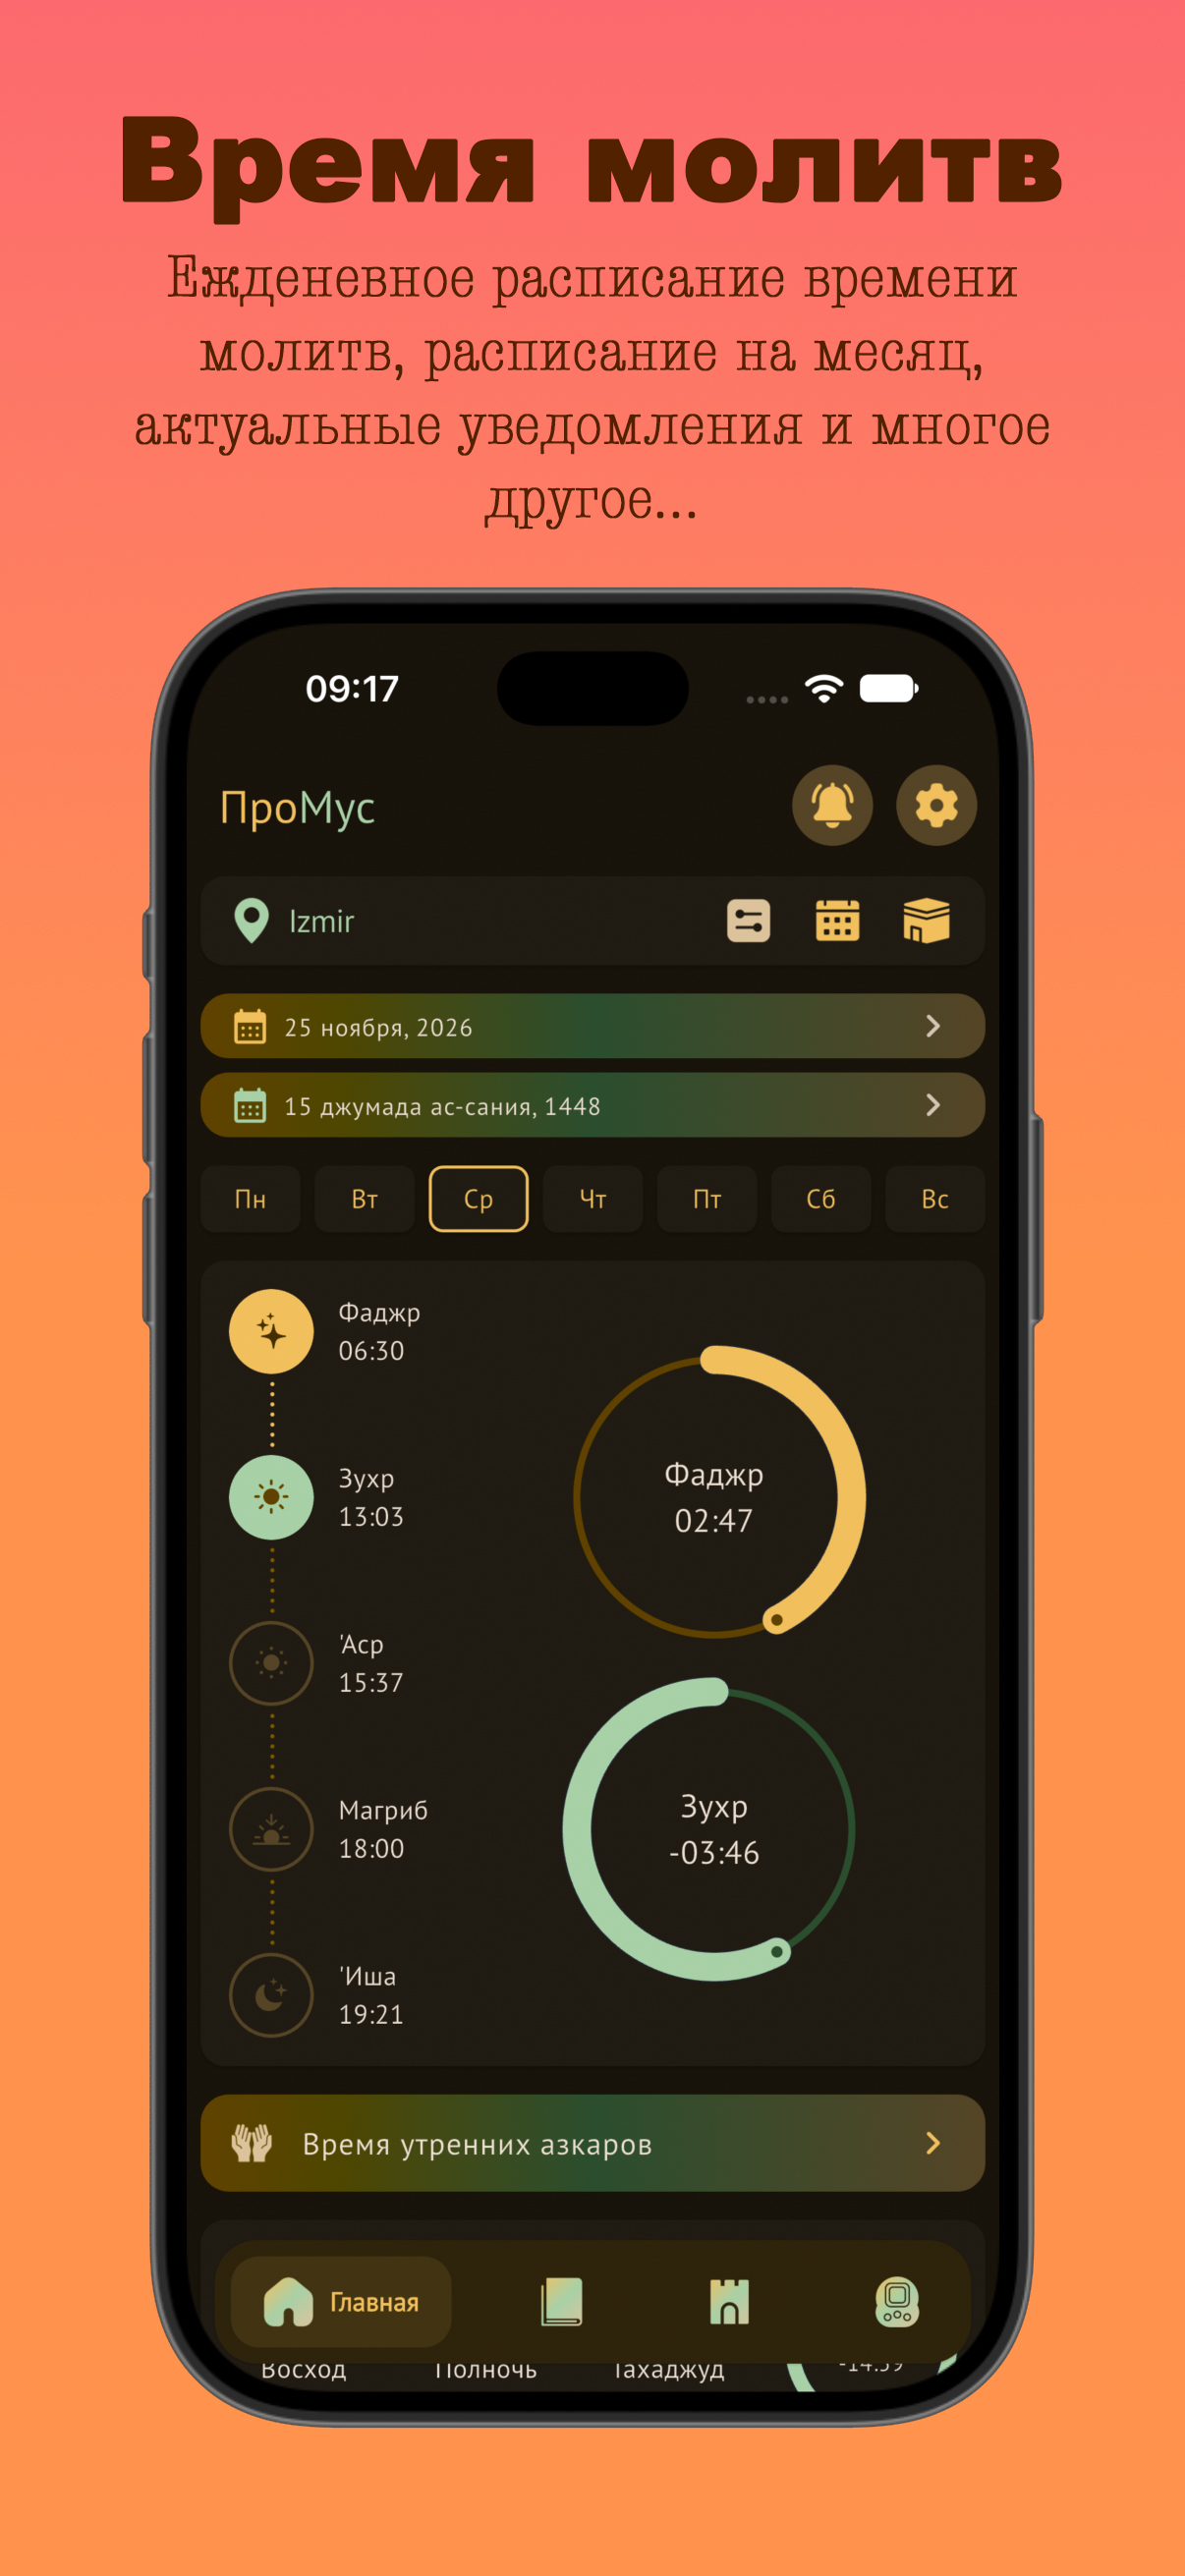 Время молитв
Ежденевное расписание времени
молитв, расписание на месяц,
актуальные уведомления и многое
другое...
09:17
ПроМус
Izmir
25 ноября, 2026
15 джумада ас-сания, 1448
Пн Вт Ср Чт Пт Сб Вс
Фаджр
06:30
Зухр
13:03
'Аср
15:37
Магриб
18:00
'Иша
19:21
Фаджр
02:47
Зухр
-03:46
Время утренних азкаров
Главная
Восход Полночь Тахаджуд